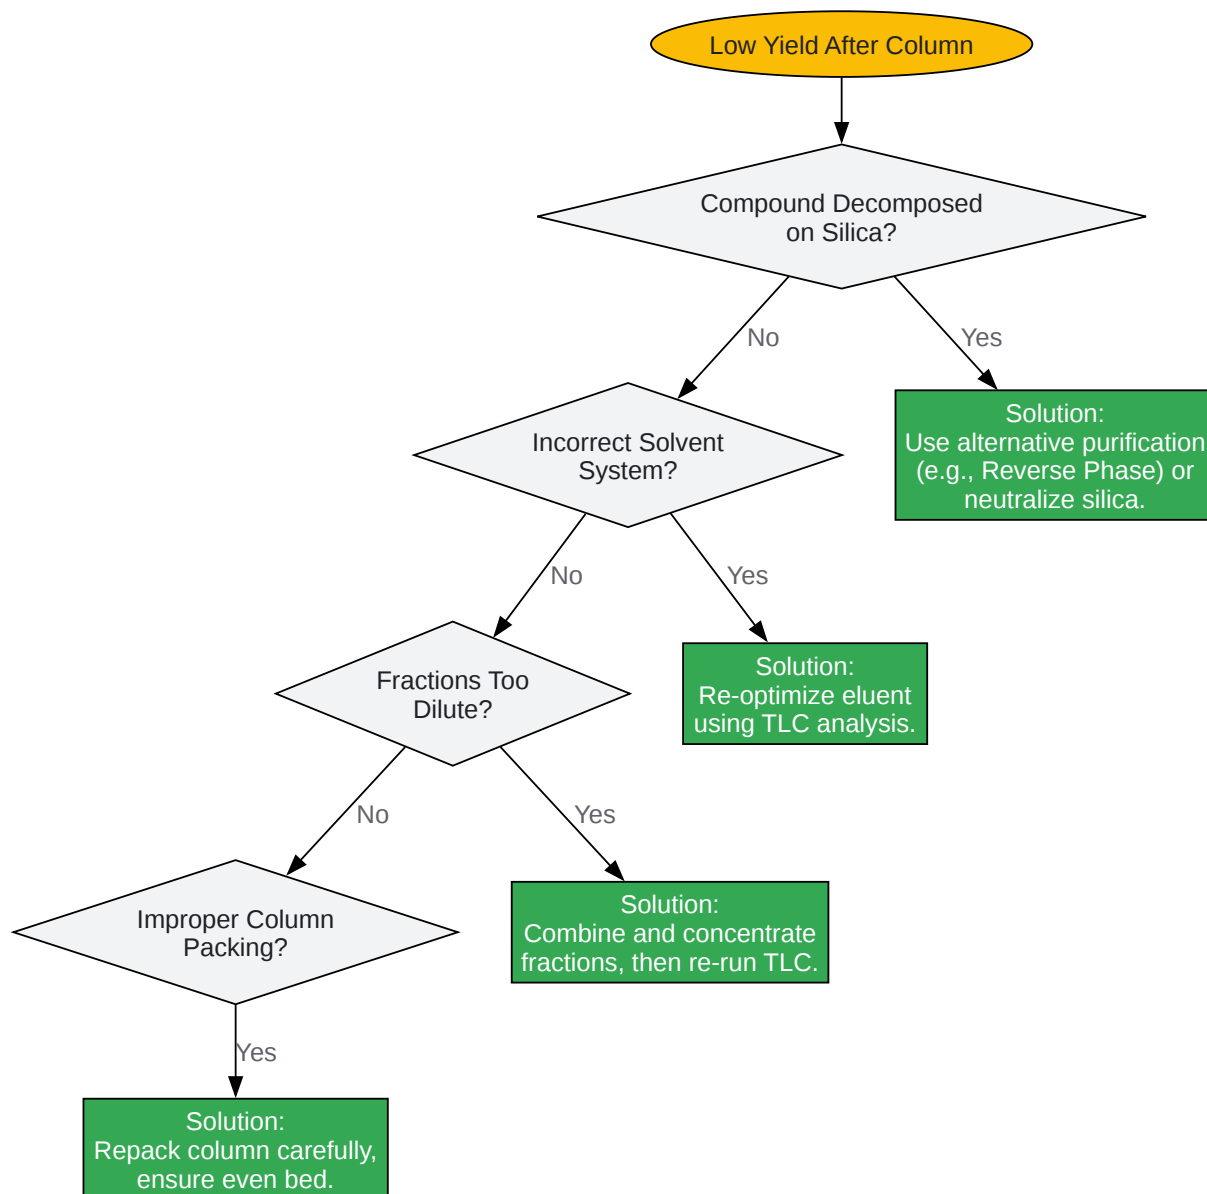 Low Yield After Column
Compound Decomposed
on Silica?
No
Yes
Incorrect Solvent
System?
Solution:
Use alternative purification
(e.g., Reverse Phase) or
neutralize silica.
No
Yes
Fractions Too
Dilute?
Solution:
Re-optimize eluent
using TLC analysis.
No
Yes
Improper Column
Packing?
Solution:
Combine and concentrate
fractions, then re-run TLC.
Yes
Solution:
Repack column carefully,
ensure even bed.